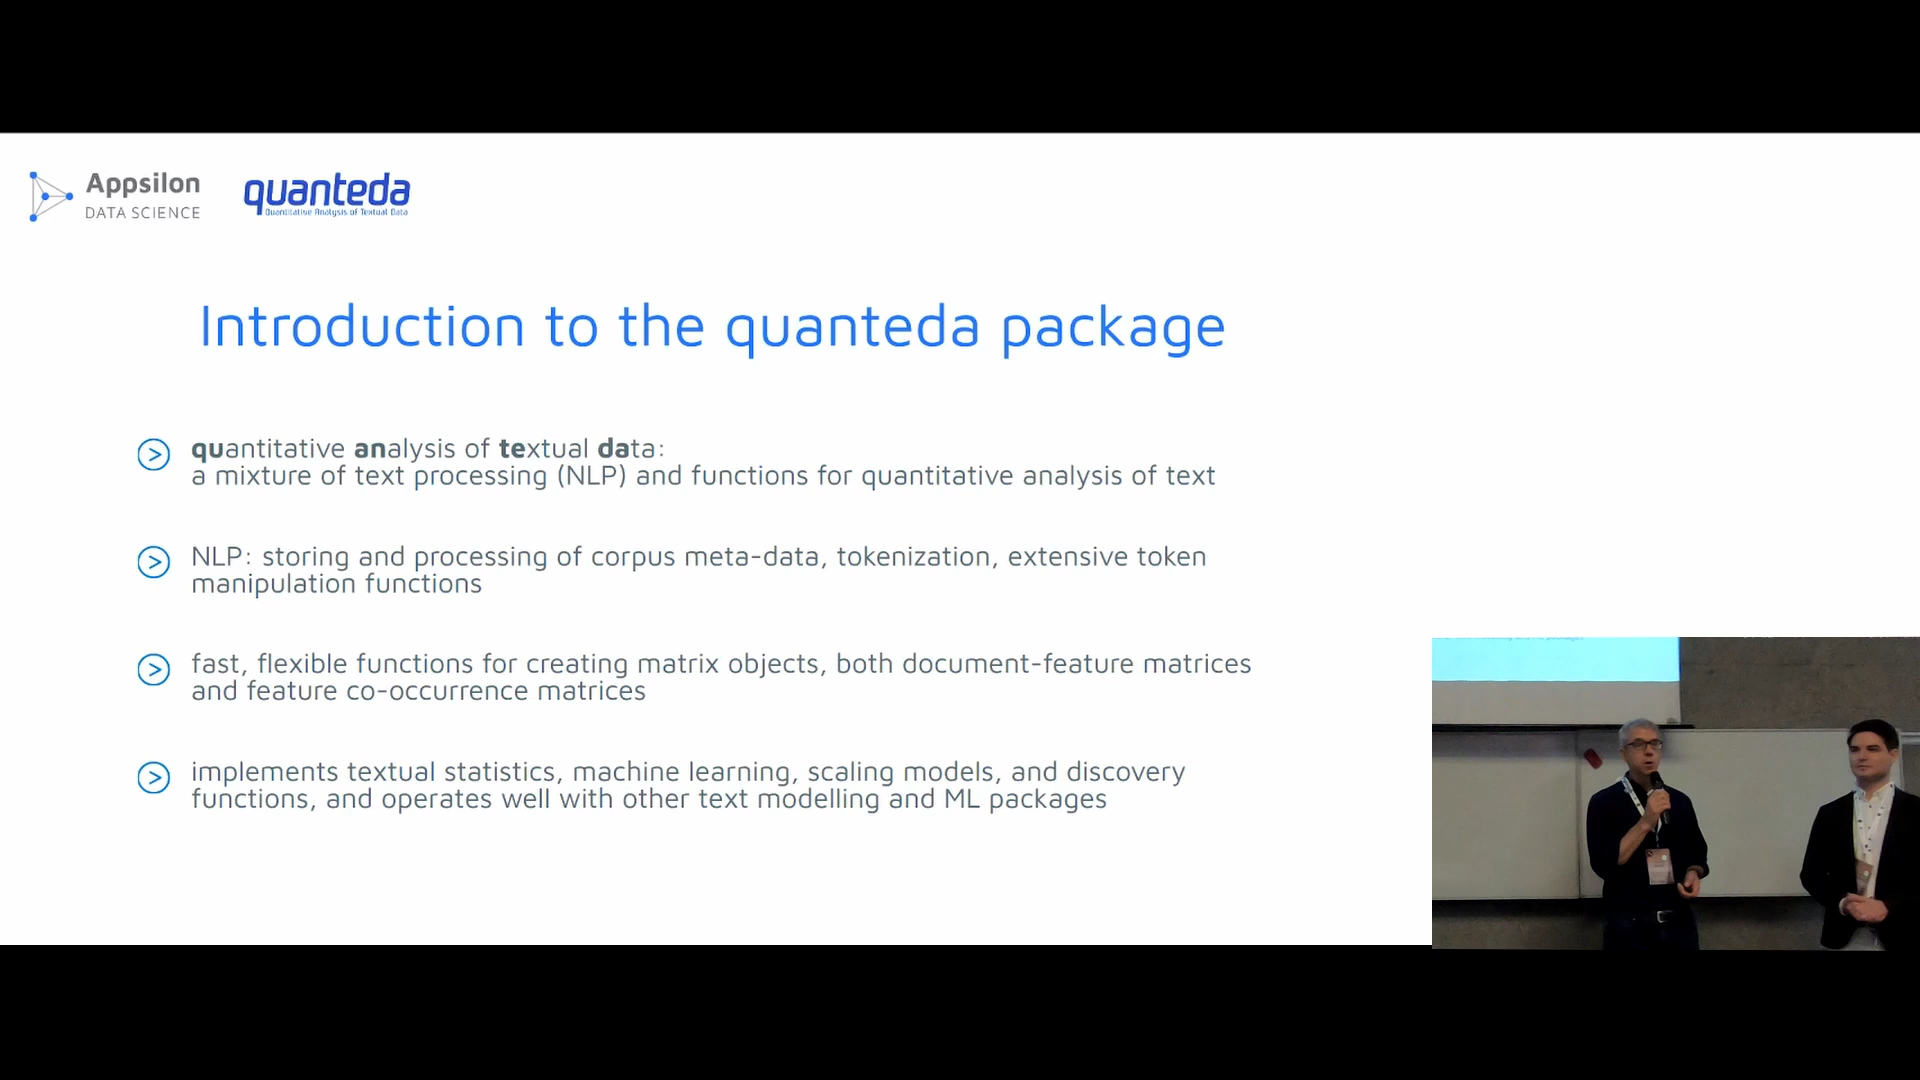 Appsilon
DATA SCIENCE
quanteda
Quantitative Analysis of Textual Data
Introduction to the quanteda package
quantitative analysis of textual data:
a mixture of text processing (NLP) and functions for quantitative analysis of text
NLP: storing and processing of corpus meta-data, tokenization, extensive token
manipulation functions
fast, flexible functions for creating matrix objects, both document-feature matrices
and feature co-occurrence matrices
implements textual statistics, machine learning, scaling models, and discovery
functions, and operates well with other text modelling and ML packages